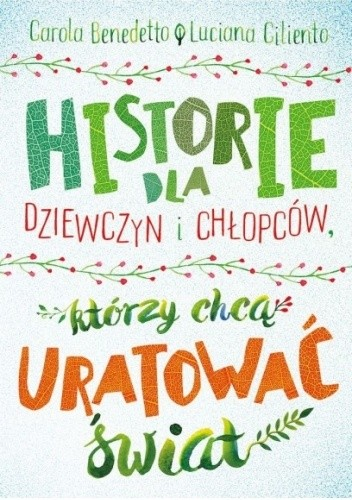 Carola Benedetto Luciana Ciliento
HISTORIE
DLA
DZIEWCZYN i CHŁOPCÓW,
którzy chcą
URATOWAĆ
świat